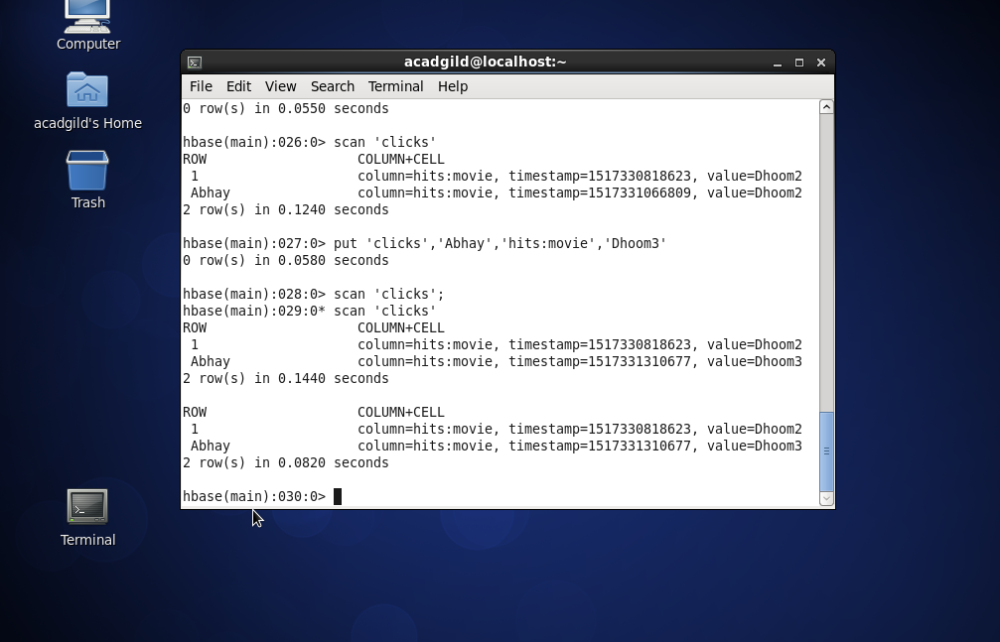 Computer
acadgild's Home
Trash
Terminal
acadgild@localhost:~
File Edit View Search Terminal Help
0 row(s) in 0.0550 seconds
hbase(main):026:0> scan 'clicks'
ROW COLUMN+CELL
1 column=hits:movie, timestamp=1517330818623, value=Dhoom2
Abhay column=hits:movie, timestamp=1517331066809, value=Dhoom2
2 row(s) in 0.1240 seconds
hbase(main):027:0> put 'clicks','Abhay','hits:movie','Dhoom3'
0 row(s) in 0.0580 seconds
hbase(main):028:0> scan 'clicks';
hbase(main):029:0* scan 'clicks'
ROW COLUMN+CELL
1 column=hits:movie, timestamp=1517330818623, value=Dhoom2
Abhay column=hits:movie, timestamp=1517331310677, value=Dhoom3
2 row(s) in 0.1440 seconds
ROW COLUMN+CELL
1 column=hits:movie, timestamp=1517330818623, value=Dhoom2
Abhay column=hits:movie, timestamp=1517331310677, value=Dhoom3
2 row(s) in 0.0820 seconds
hbase(main):030:0>